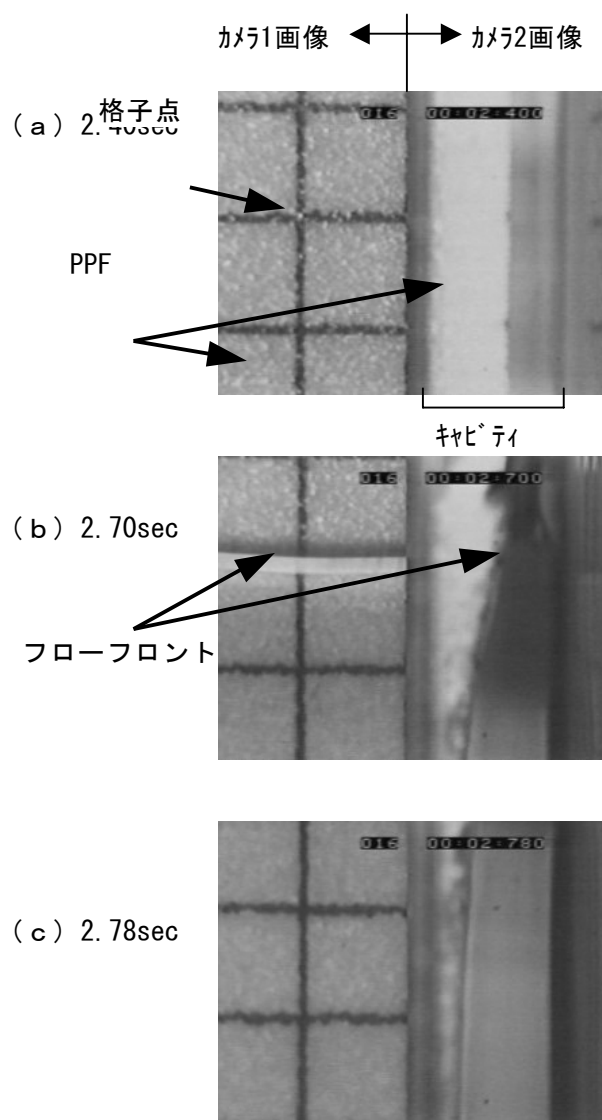 カメラ1画像 カメラ2画像
格子点
(a) 2.40sec
016 00:02:400
PPF
キャビティ
016 00:02:700
(b) 2.70sec
フローフロント
016 00:02:780
(c) 2.78sec